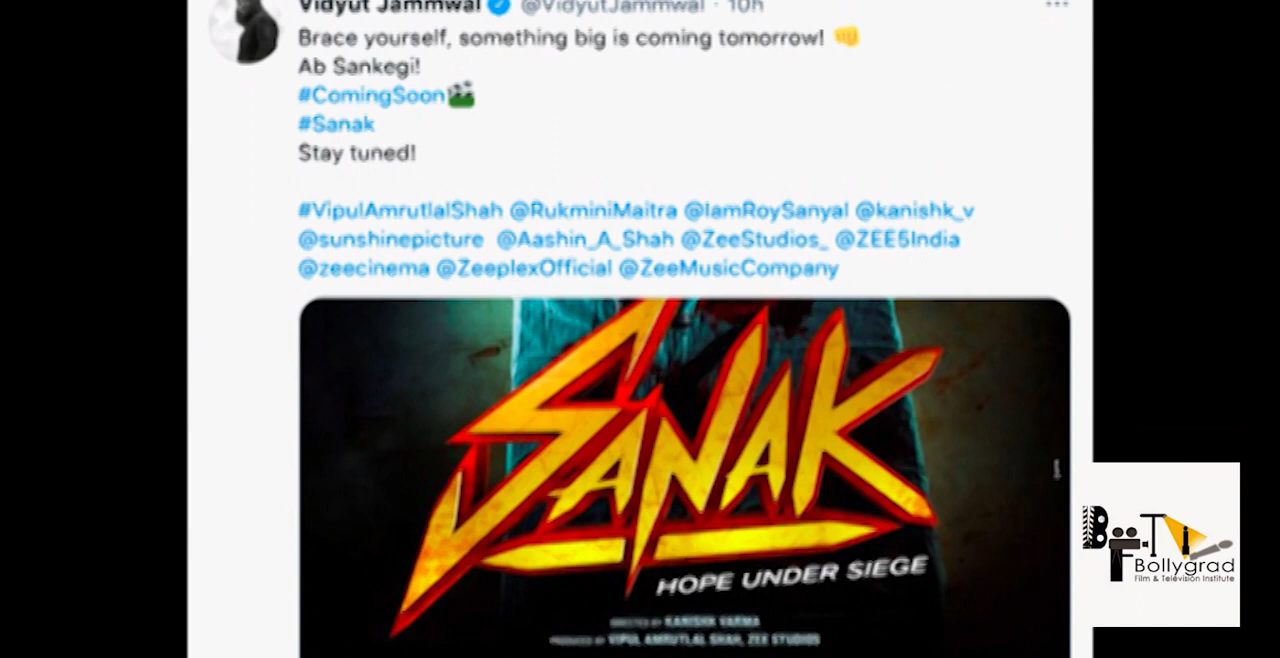 Vidyut Jammwal @VidyutJammwal · 10h
Brace yourself, something big is coming tomorrow! 👊
Ab Sankegi!
#ComingSoon🎬
#Sanak
Stay tuned!
#VipulAmrutlalShah @RukminiMaitra @IamRoySanyal @kanishk_v
@sunshinepicture @Aashin_A_Shah @ZeeStudios_ @ZEE5India
@zeecinema @ZeeplexOfficial @ZeeMusicCompany
SANAK
HOPE UNDER SIEGE
DIRECTED BY KANISHK VARMA
PRODUCED BY VIPUL AMRUTLAL SHAH, ZEE STUDIOS
BFTI
Bollygrad
Film & Television Institute